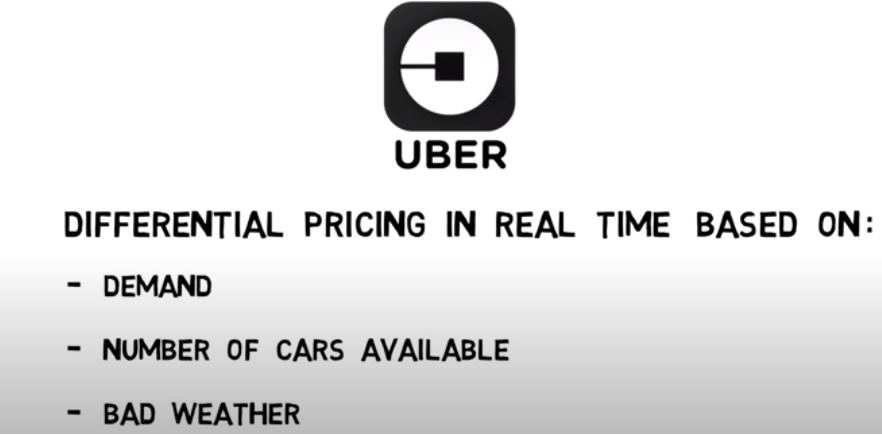 UBER
DIFFERENTIAL PRICING IN REAL TIME BASED ON:
- DEMAND
- NUMBER OF CARS AVAILABLE
- BAD WEATHER